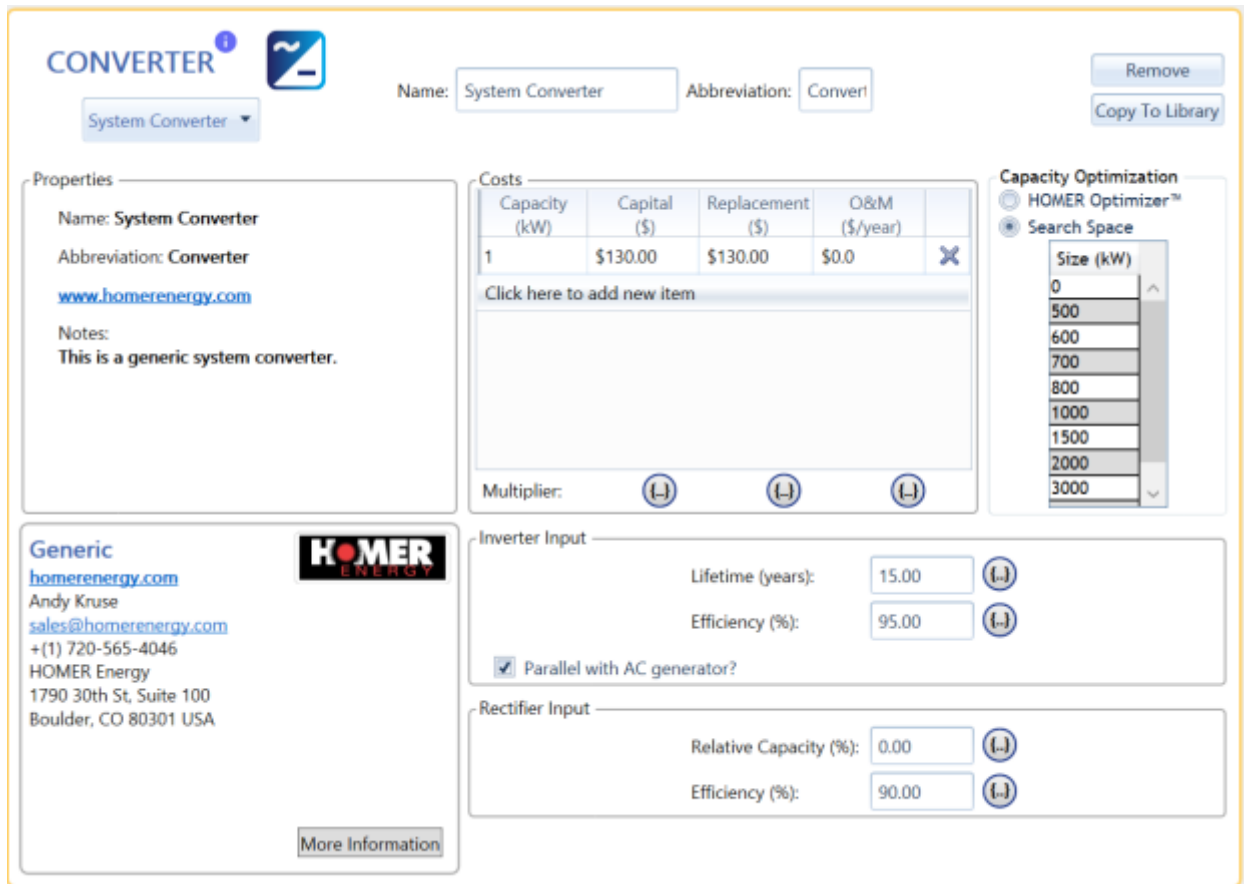 CONVERTER
i
System Converter
Name: System Converter
Abbreviation: Convert
Remove
Copy To Library
Properties
Name: System Converter
Abbreviation: Converter
www.homerenergy.com
Notes:
This is a generic system converter.
Costs
Capacity (kW) Capital ($) Replacement ($) O&M ($/year)
1 $130.00 $130.00 $0.0
Click here to add new item
Multiplier: {..} {..} {..}
Capacity Optimization
HOMER Optimizer™
Search Space
Size (kW)
0
500
600
700
800
1000
1500
2000
3000
Generic
HOMER
ENERGY
homerenergy.com
Andy Kruse
sales@homerenergy.com
+(1) 720-565-4046
HOMER Energy
1790 30th St, Suite 100
Boulder, CO 80301 USA
More Information
Inverter Input
Lifetime (years): 15.00 {..}
Efficiency (%): 95.00 {..}
Parallel with AC generator?
Rectifier Input
Relative Capacity (%): 0.00 {..}
Efficiency (%): 90.00 {..}